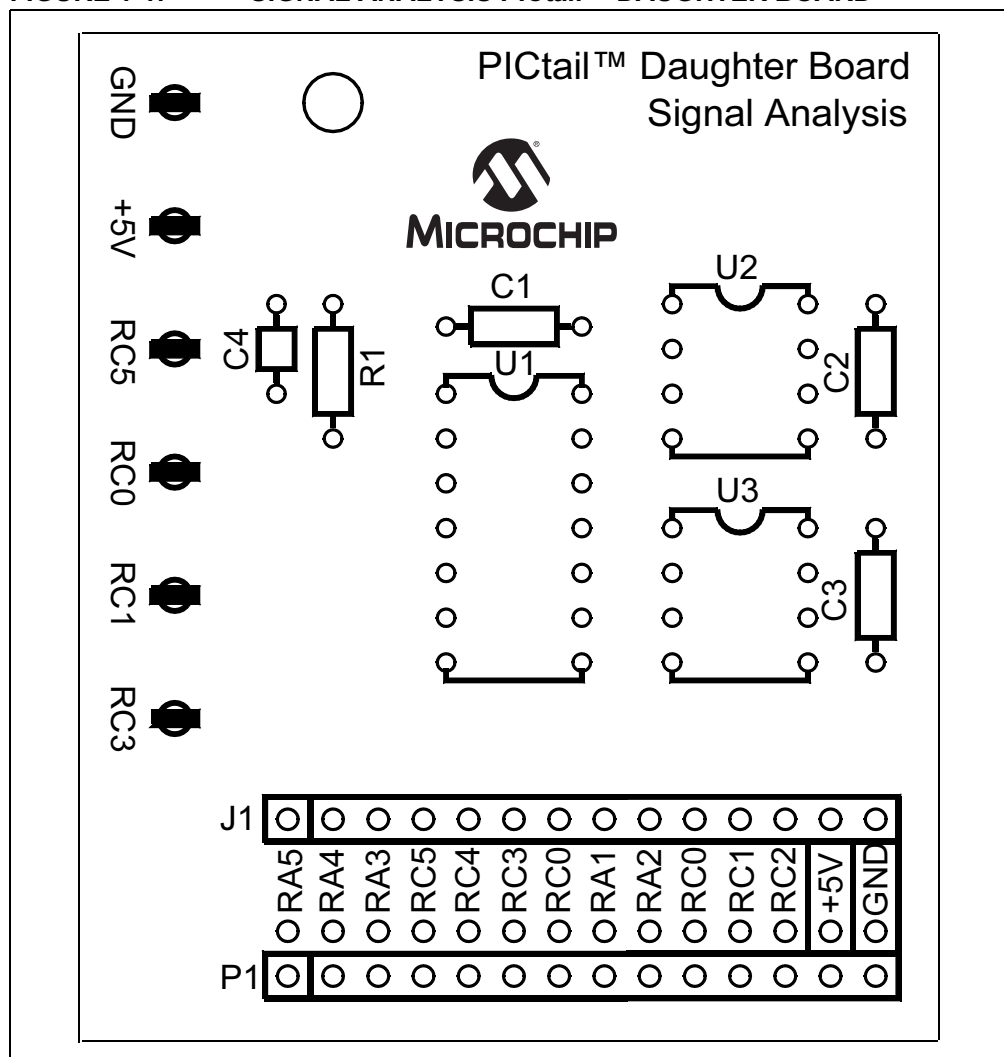 PICtail™ Daughter Board
Signal Analysis
GND
+5V
RC5
RC0
RC1
RC3
MICROCHIP
®
C4
R1
C1
U1
U2
C2
U3
C3
J1
RA5 RA4 RA3 RC5 RC4 RC3 RC0 RA1 RA2 RC0 RC1 RC2 +5V GND
P1